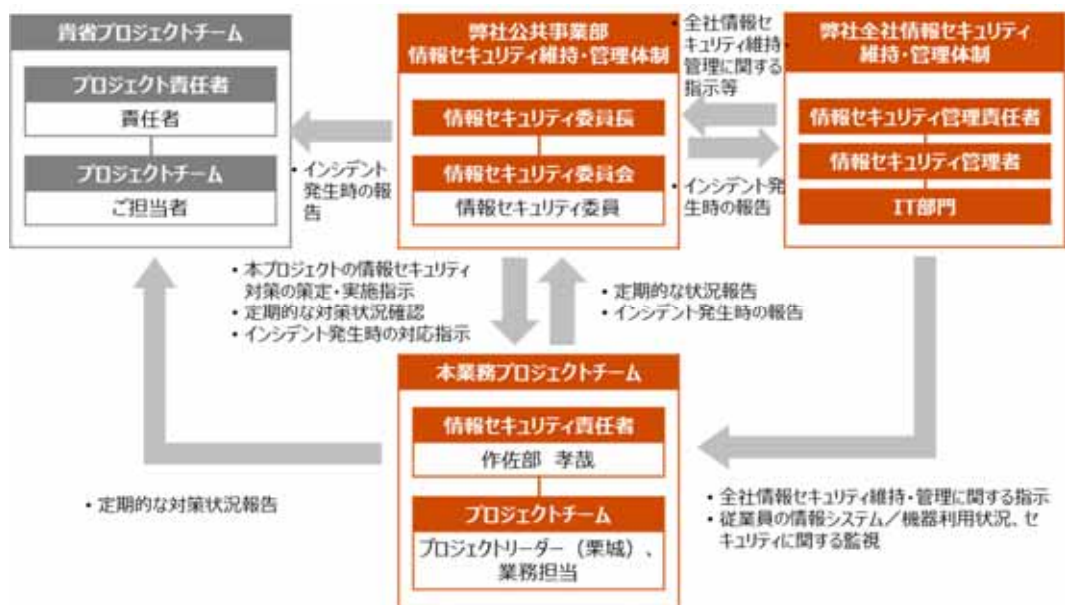 貴省プロジェクトチーム
プロジェクト責任者
責任者
プロジェクトチーム
ご担当者
・インシデント
発生時の報
告
弊社公共事業部
情報セキュリティ維持・管理体制
情報セキュリティ委員長
情報セキュリティ委員会
情報セキュリティ委員
・全社情報セ
キュリティ維持・
管理に関する
指示等
・インシデント発
生時の報告
弊社全社情報セキュリティ
維持・管理体制
情報セキュリティ管理責任者
情報セキュリティ管理者
IT部門
・本プロジェクトの情報セキュリティ
対策の策定・実施指示
・定期的な対策状況確認
・インシデント発生時の対応指示
・定期的な状況報告
・インシデント発生時の報告
本業務プロジェクトチーム
情報セキュリティ責任者
作佐部 孝哉
プロジェクトチーム
プロジェクトリーダー(栗城)、
業務担当
・定期的な対策状況報告
・全社情報セキュリティ維持・管理に関する指示
・従業員の情報システム/機器利用状況、セ
キュリティに関する監視